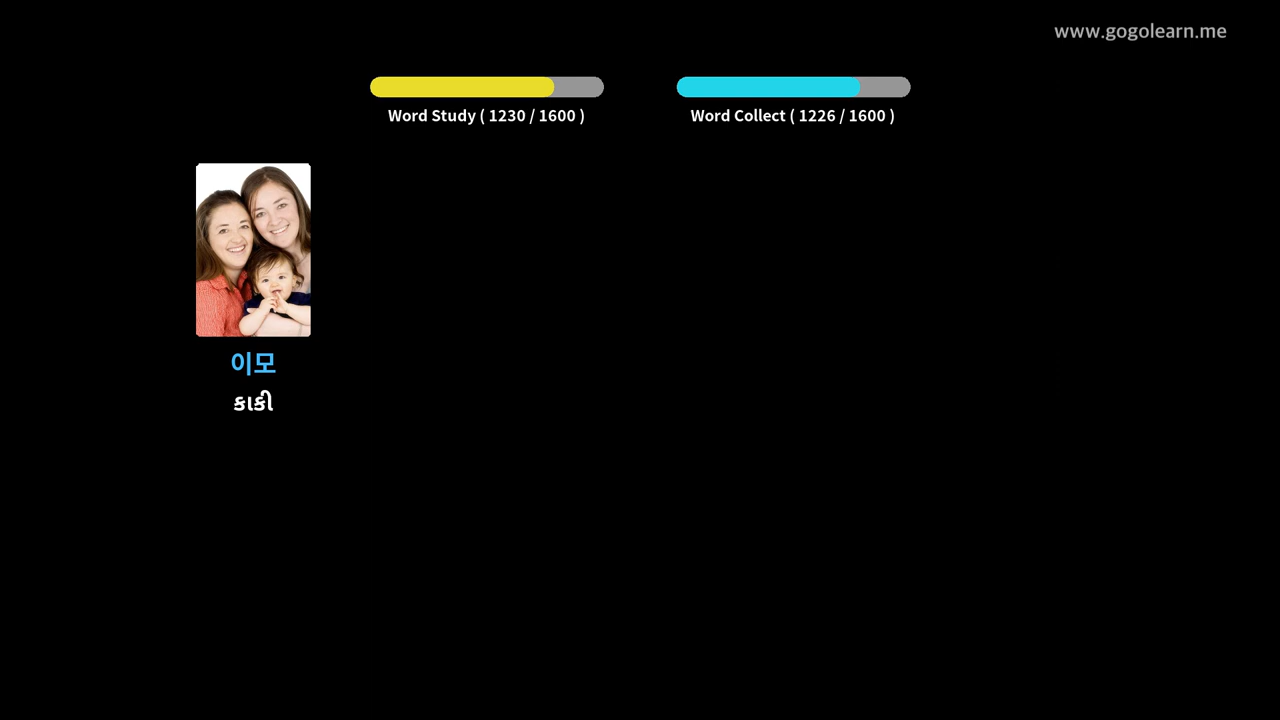 www.gogolearn.me
Word Study ( 1230 / 1600 )
Word Collect ( 1226 / 1600 )
이모
કાકી